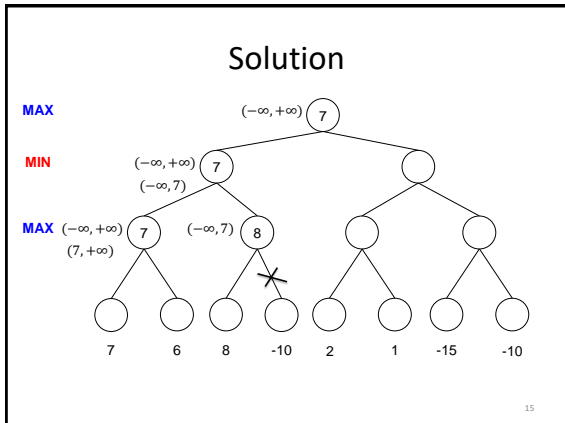 Solution
MAX (−∞, +∞) 7
MIN (−∞, +∞) 7
(−∞, 7)
MAX (−∞, +∞) 7 (−∞, 7) 8
(7, +∞)
7 6 8 -10 2 1 -15 -10
15